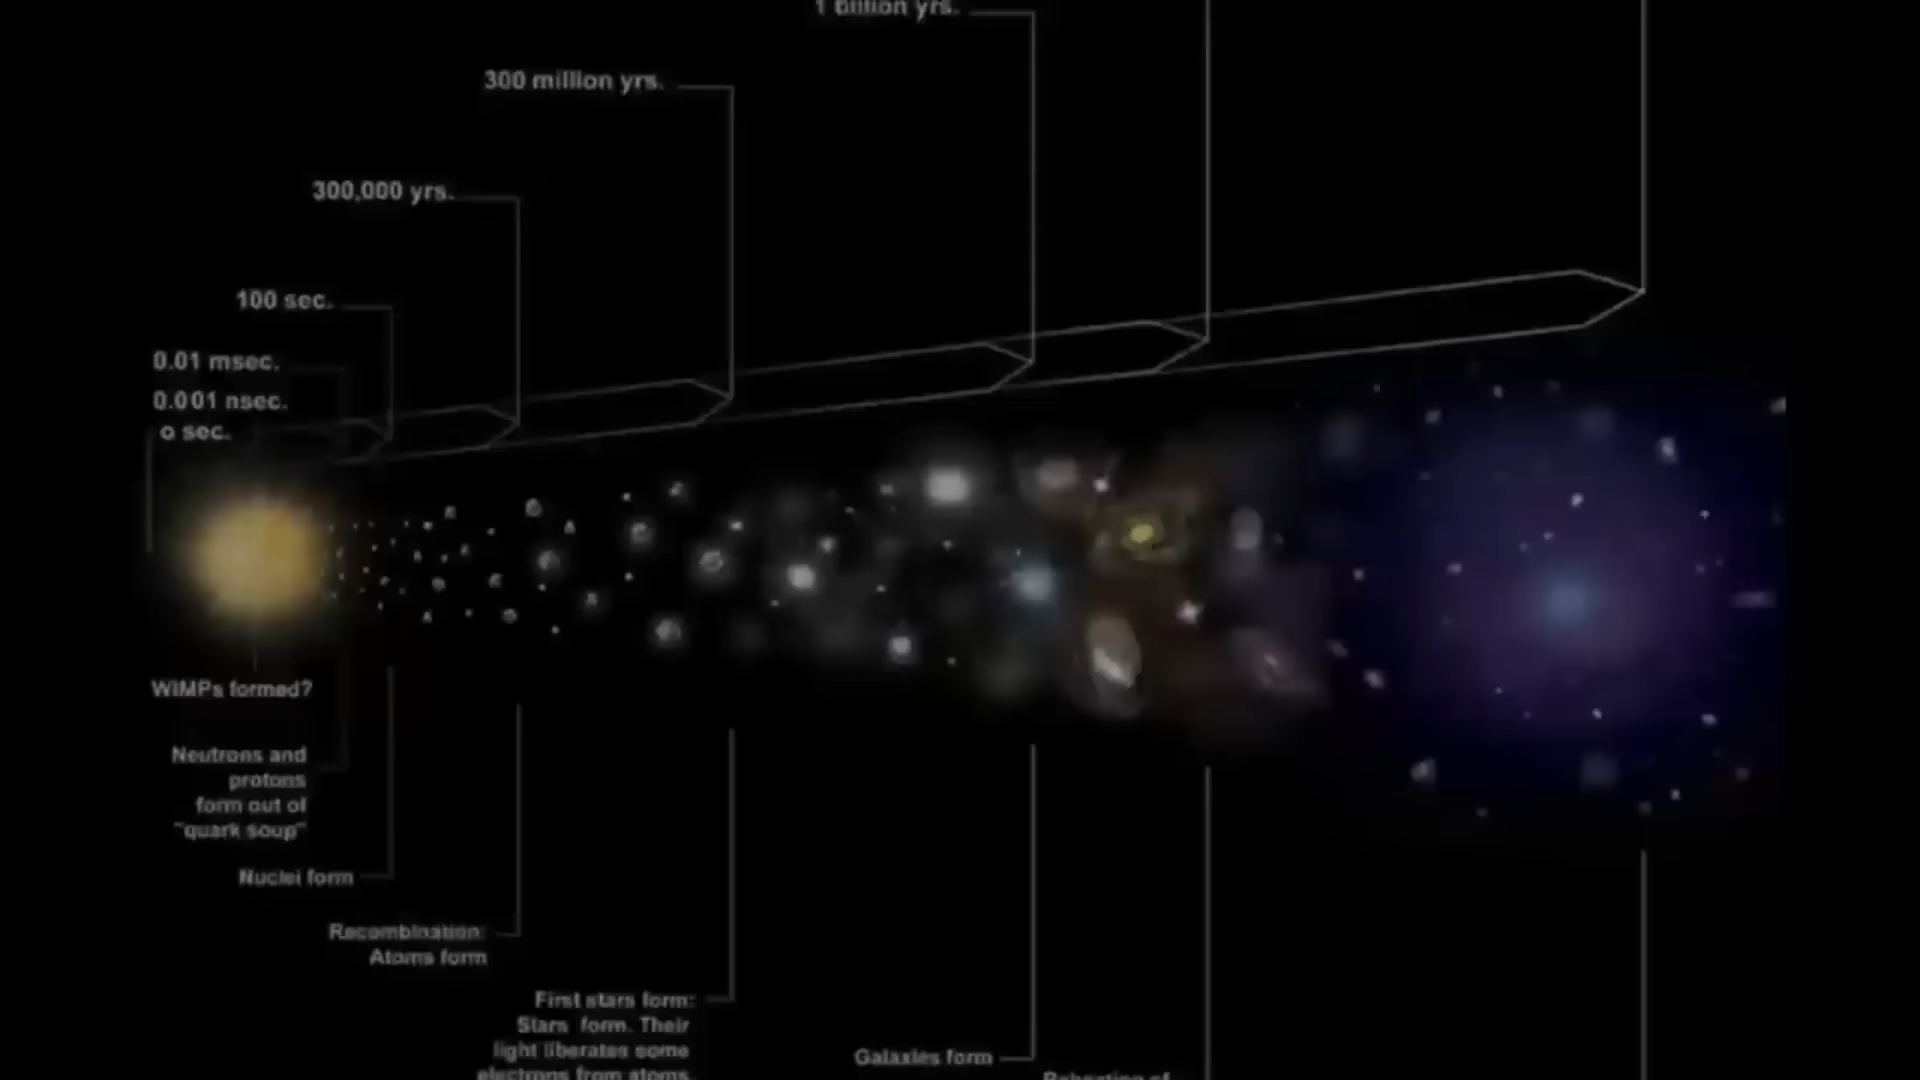 1 billion yrs.
300 million yrs.
300,000 yrs.
100 sec.
0.01 msec.
0.001 nsec.
o sec.
WIMPs formed?
Neutrons and
protons
form out of
"quark soup"
Nuclei form
Recombination:
Atoms form
First stars form:
Stars form. Their
light liberates some
electrons from atoms.
Galaxies form
Reheating of